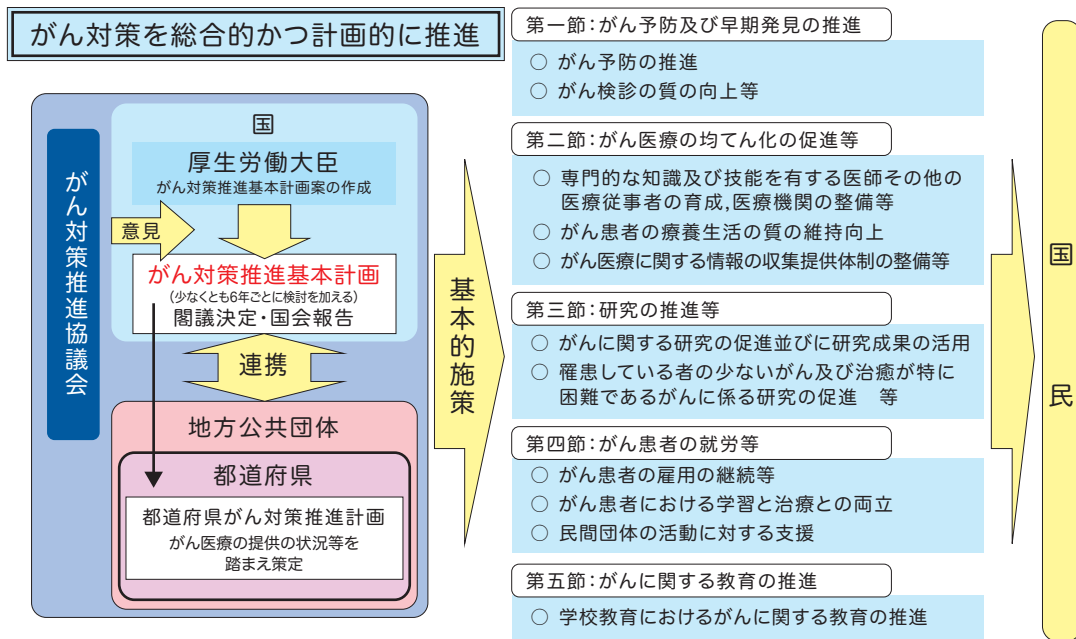 がん対策を総合的かつ計画的に推進
がん対策推進協議会
国
厚生労働大臣
がん対策推進基本計画案の作成
意見
がん対策推進基本計画
(少なくとも6年ごとに検討を加える)
閣議決定・国会報告
連携
地方公共団体
都道府県
都道府県がん対策推進計画
がん医療の提供の状況等を
踏まえ策定
基本的施策
第一節:がん予防及び早期発見の推進
○ がん予防の推進
○ がん検診の質の向上等
第二節:がん医療の均てん化の促進等
○ 専門的な知識及び技能を有する医師その他の
医療従事者の育成,医療機関の整備等
○ がん患者の療養生活の質の維持向上
○ がん医療に関する情報の収集提供体制の整備等
第三節:研究の推進等
○ がんに関する研究の促進並びに研究成果の活用
○ 罹患している者の少ないがん及び治癒が特に
困難であるがんに係る研究の促進 等
第四節:がん患者の就労等
○ がん患者の雇用の継続等
○ がん患者における学習と治療との両立
○ 民間団体の活動に対する支援
第五節:がんに関する教育の推進
○ 学校教育におけるがんに関する教育の推進
国民